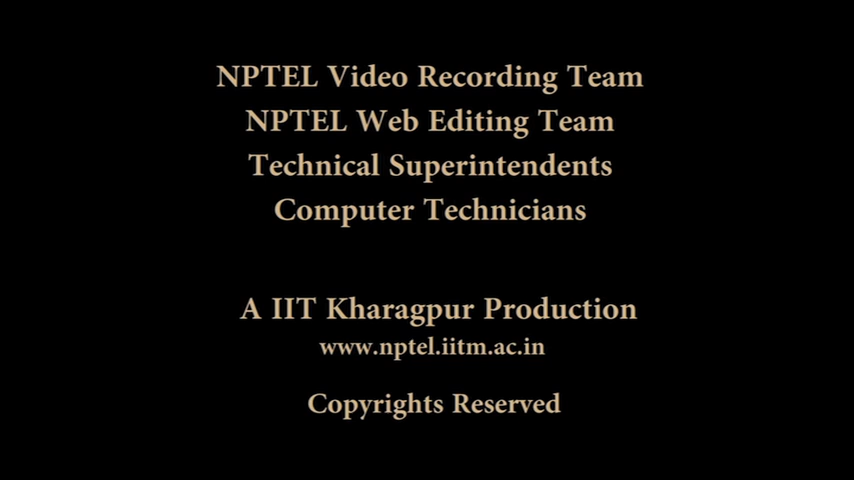 NPTEL Video Recording Team
NPTEL Web Editing Team
Technical Superintendents
Computer Technicians
A IIT Kharagpur Production
www.nptel.iitm.ac.in
Copyrights Reserved